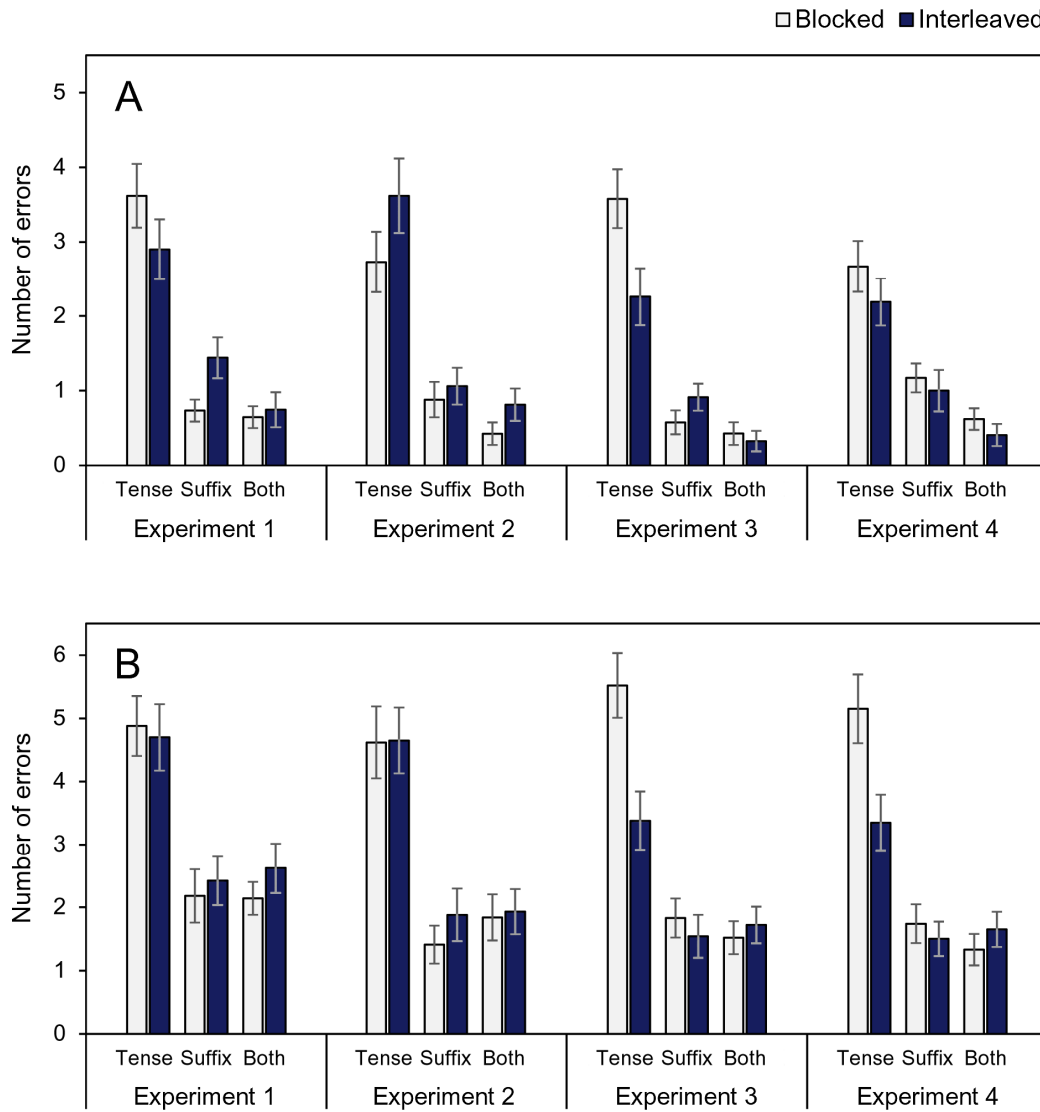 Blocked Interleaved
A
Number of errors
5
4
3
2
1
0
Tense Suffix Both Tense Suffix Both Tense Suffix Both Tense Suffix Both
Experiment 1 Experiment 2 Experiment 3 Experiment 4
B
Number of errors
6
5
4
3
2
1
0
Tense Suffix Both Tense Suffix Both Tense Suffix Both Tense Suffix Both
Experiment 1 Experiment 2 Experiment 3 Experiment 4